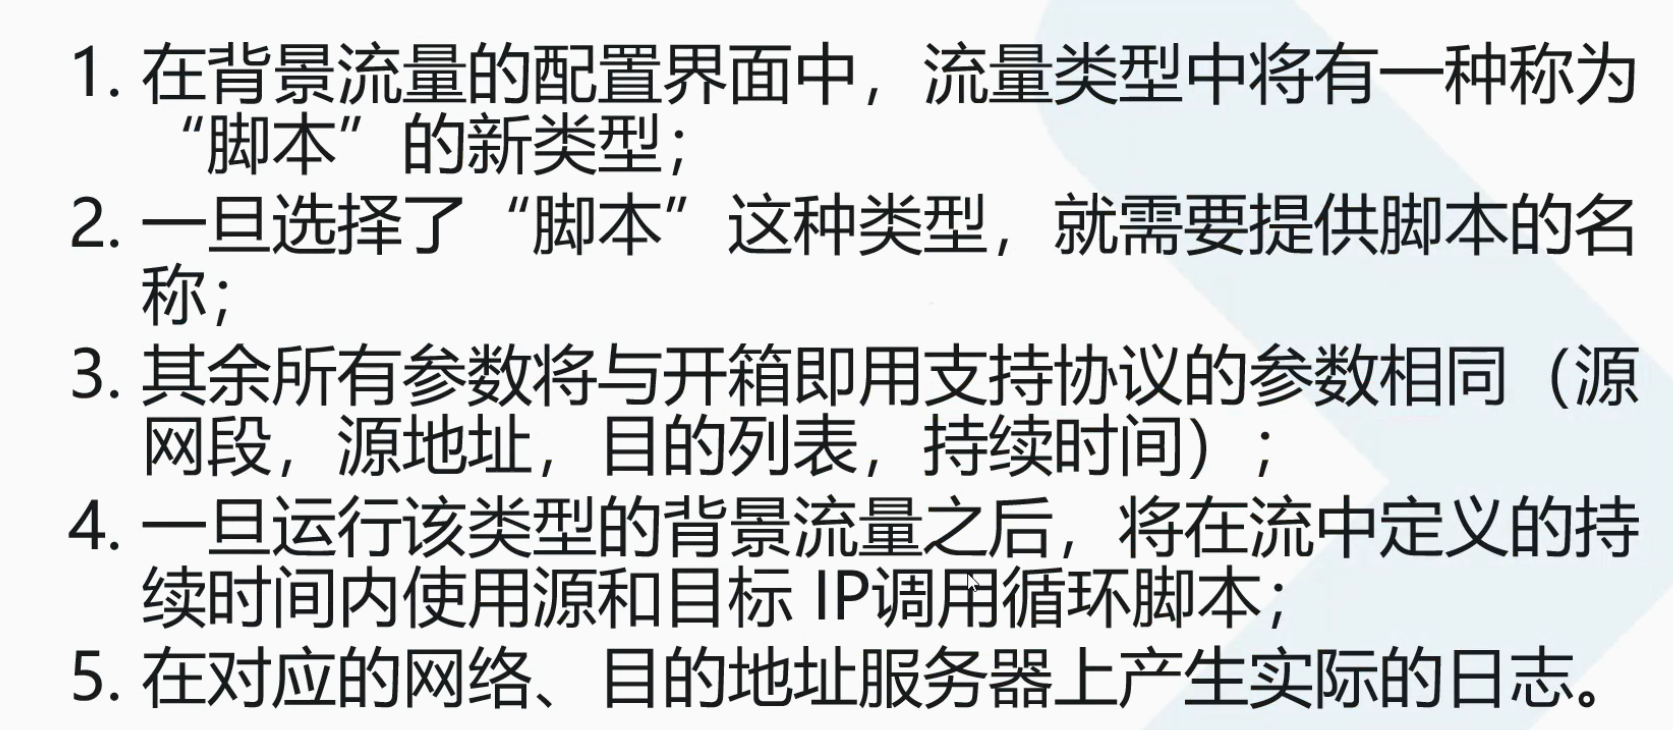 1. 在背景流量的配置界面中，流量类型中将有一种称为
“脚本”的新类型；
2. 一旦选择了“脚本”这种类型，就需要提供脚本的名
称；
3. 其余所有参数将与开箱即用支持协议的参数相同（源
网段，源地址，目的列表，持续时间）；
4. 一旦运行该类型的背景流量之后，将在流中定义的持
续时间内使用源和目标 IP调用循环脚本；
5. 在对应的网络、目的地址服务器上产生实际的日志。